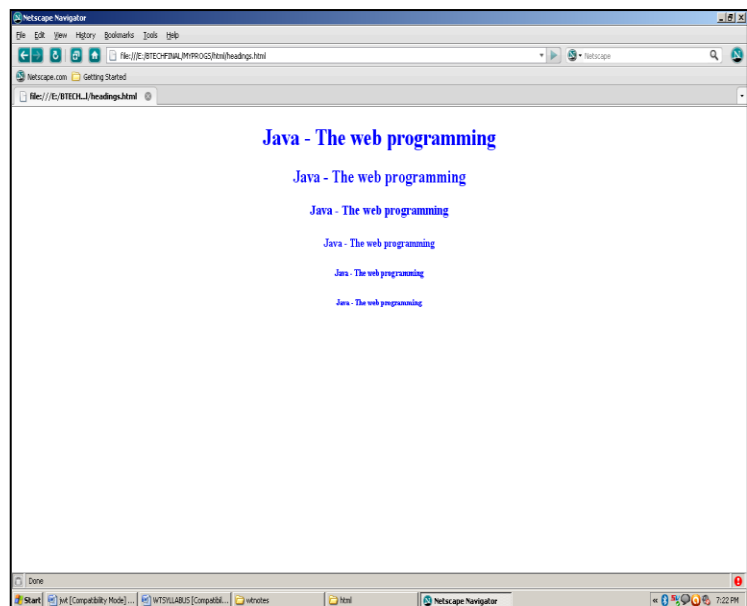 Netscape Navigator
File Edit View History Bookmarks Tools Help
file:///E:/BTECHFINAL/MYPROGS/html/headings.html
Netscape
Netscape.com Getting Started
file:///E:/BTECH...l/headings.html
Java - The web programming
Java - The web programming
Java - The web programming
Java - The web programming
Java - The web programming
Java - The web programming
Done
Start jwt [Compatibility Mode] ... WTSYLLABUS [Compatibil... wtnotes html Netscape Navigator 7:22 PM